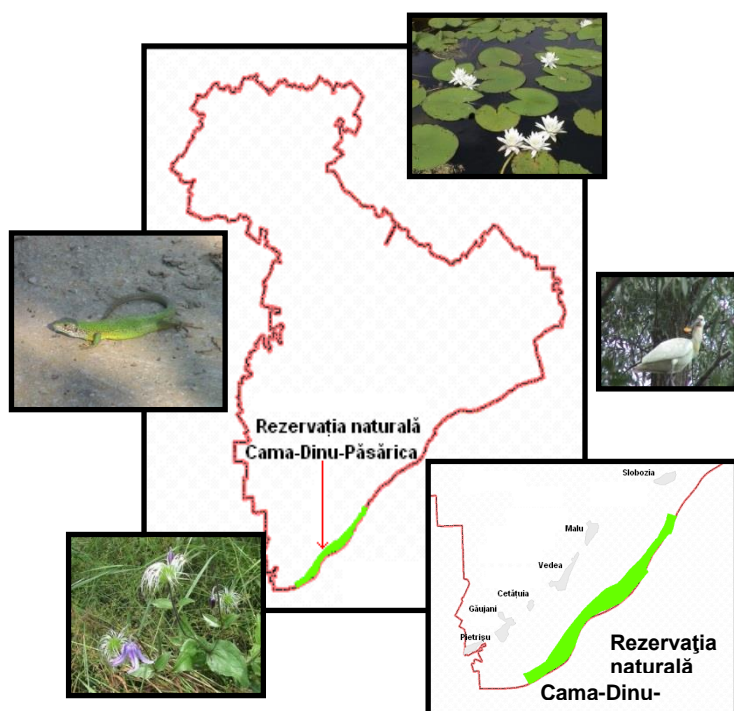 Rezervația naturală
Cama-Dinu-Păsărica
Slobozia
Malu
Vedea
Cetățuia
Găujani
Pietrișu
Rezervaţia
naturală
Cama-Dinu-